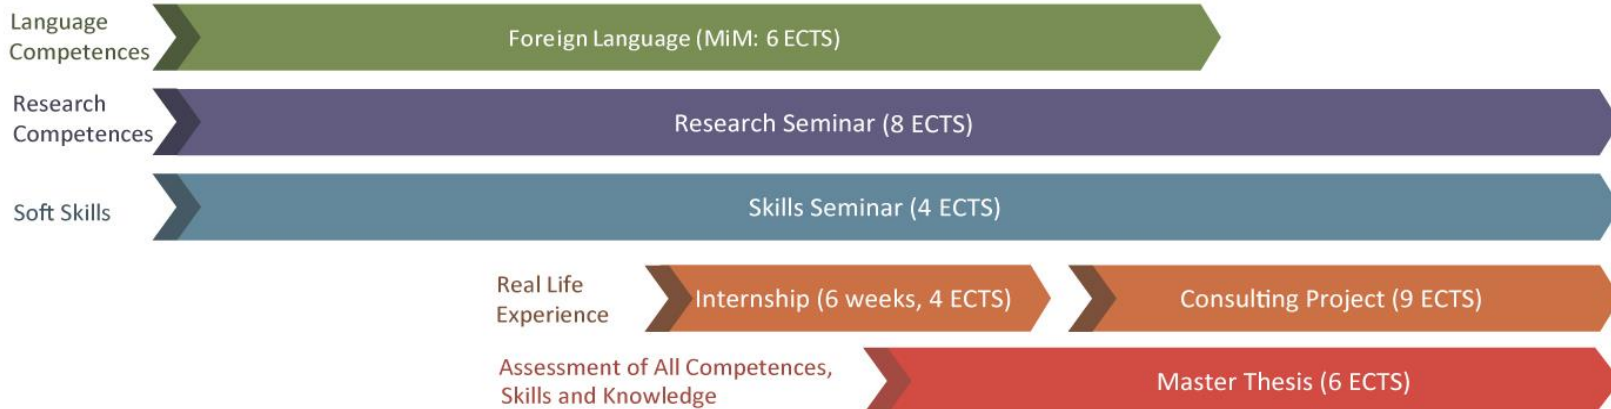 Language
Competences
Foreign Language (MiM: 6 ECTS)
Research
Competences
Research Seminar (8 ECTS)
Soft Skills
Skills Seminar (4 ECTS)
Real Life
Experience
Internship (6 weeks, 4 ECTS)
Consulting Project (9 ECTS)
Assessment of All Competences,
Skills and Knowledge
Master Thesis (6 ECTS)